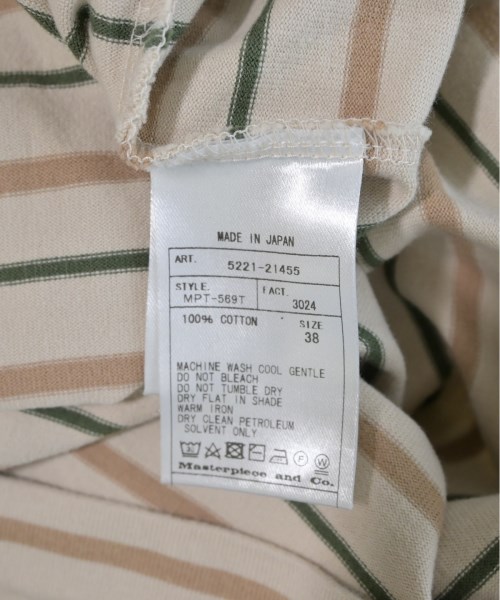 MADE IN JAPAN
ART. 5221-21455
STYLE. FACT.
MPT-569T 3024
100% COTTON SIZE
38
MACHINE WASH COOL GENTLE
DO NOT BLEACH
DO NOT TUMBLE DRY
DRY FLAT IN SHADE
WARM IRON
DRY CLEAN PETROLEUM
SOLVENT ONLY
F W
Masterpiece and Co.